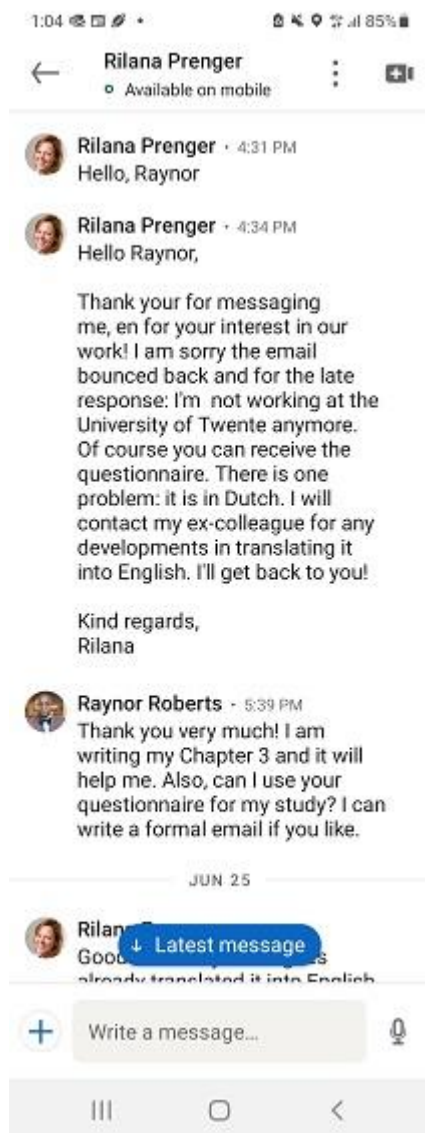 1:04
85%
Rilana Prenger
Available on mobile
Rilana Prenger · 4:31 PM
Hello, Raynor
Rilana Prenger · 4:34 PM
Hello Raynor,
Thank your for messaging
me, en for your interest in our
work! I am sorry the email
bounced back and for the late
response: I'm not working at the
University of Twente anymore.
Of course you can receive the
questionnaire. There is one
problem: it is in Dutch. I will
contact my ex-colleague for any
developments in translating it
into English. I'll get back to you!
Kind regards,
Rilana
Raynor Roberts · 5:39 PM
Thank you very much! I am
writing my Chapter 3 and it will
help me. Also, can I use your
questionnaire for my study? I can
write a formal email if you like.
JUN 25
↓ Latest message
already translated it into English
Write a message...